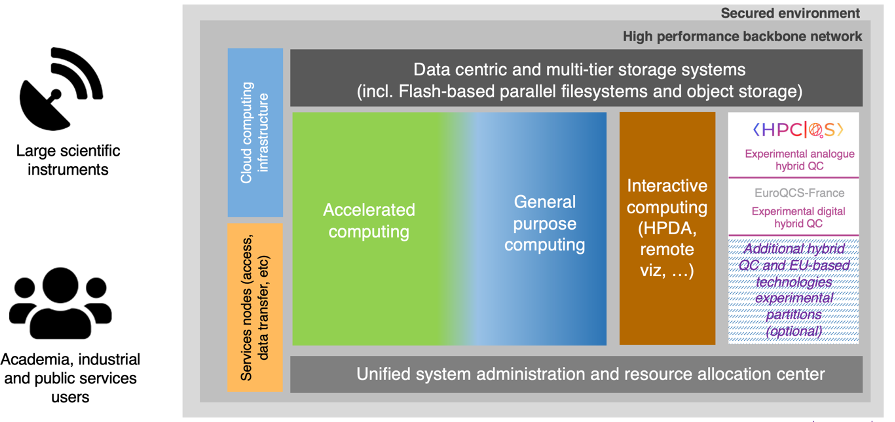 Secured environment
High performance backbone network
Large scientific
instruments
Academia, industrial
and public services
users
Cloud computing
infrastructure
Services nodes (access,
data transfer, etc)
Data centric and multi-tier storage systems
(incl. Flash-based parallel filesystems and object storage)
Accelerated
computing
General
purpose
computing
Interactive
computing
(HPDA,
remote
viz, …)
⟨HPC|QS⟩
Experimental analogue
hybrid QC
EuroQCS-France
Experimental digital
hybrid QC
Additional hybrid
QC and EU-based
technologies
experimental
partitions
(optional)
Unified system administration and resource allocation center